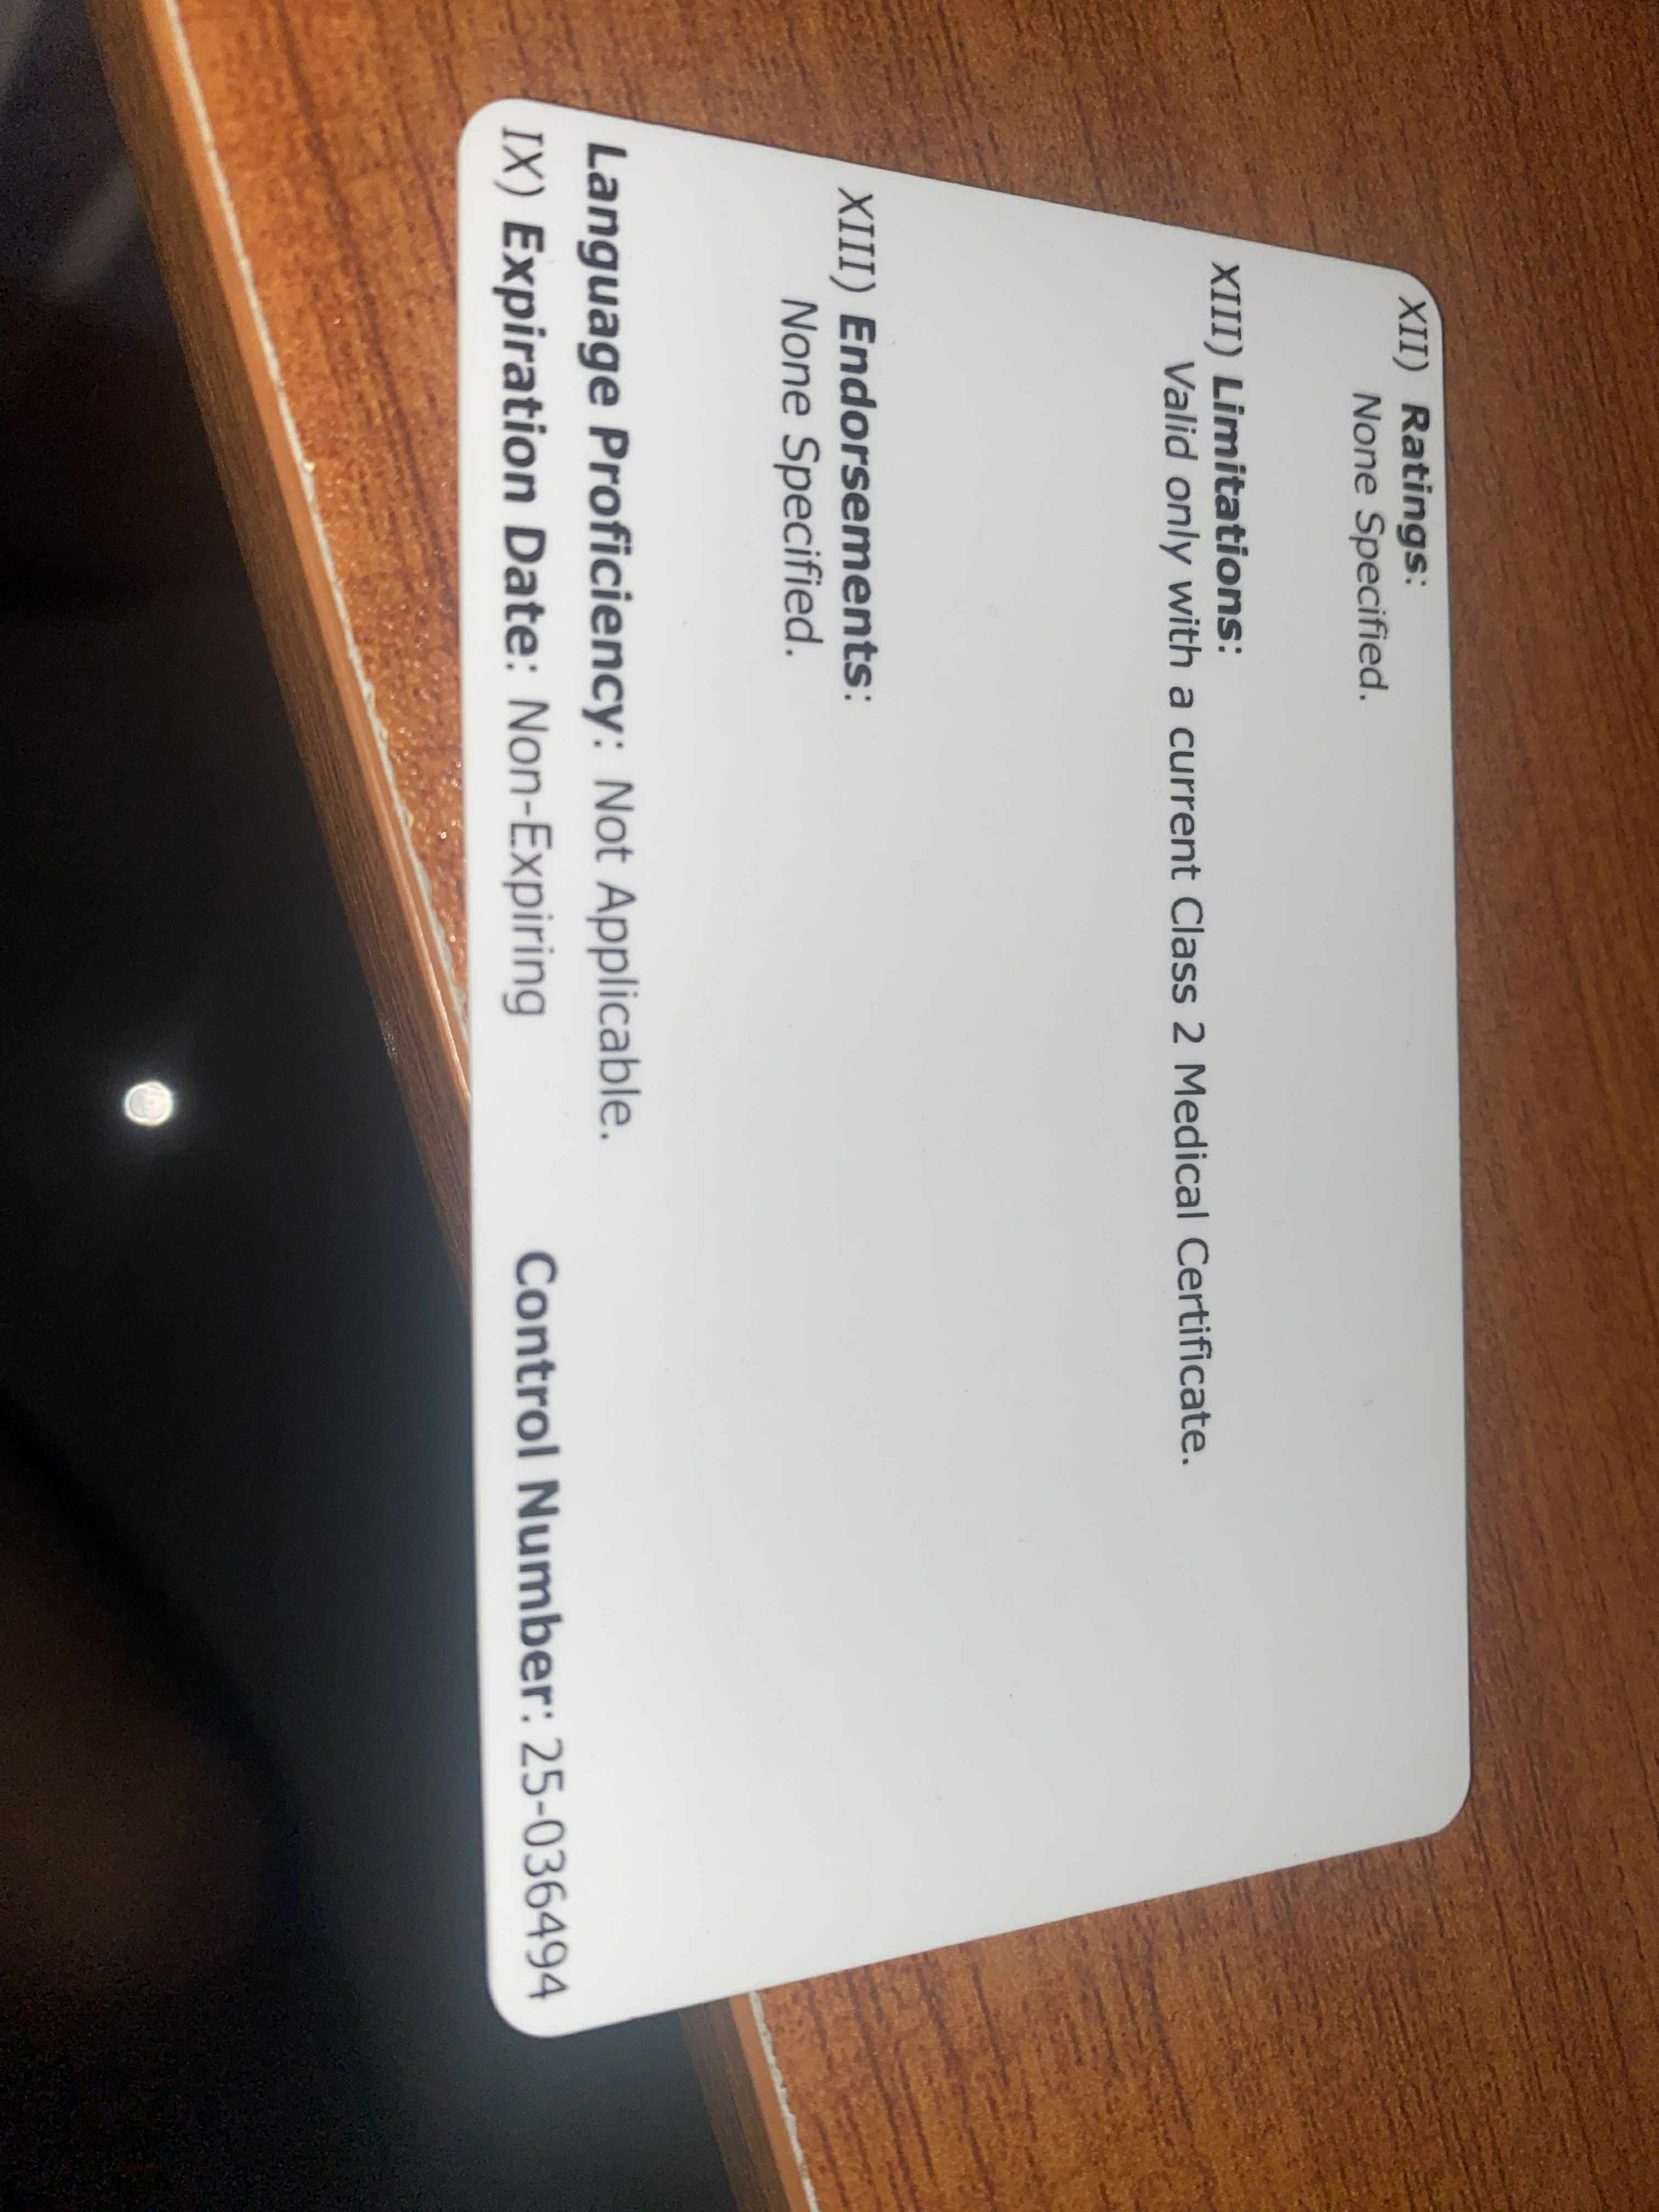 XII) Ratings:
None Specified.
XIII) Limitations:
Valid only with a current Class 2 Medical Certificate.
XIII) Endorsements:
None Specified.
Language Proficiency: Not Applicable.
IX) Expiration Date: Non-Expiring Control Number: 25-036494